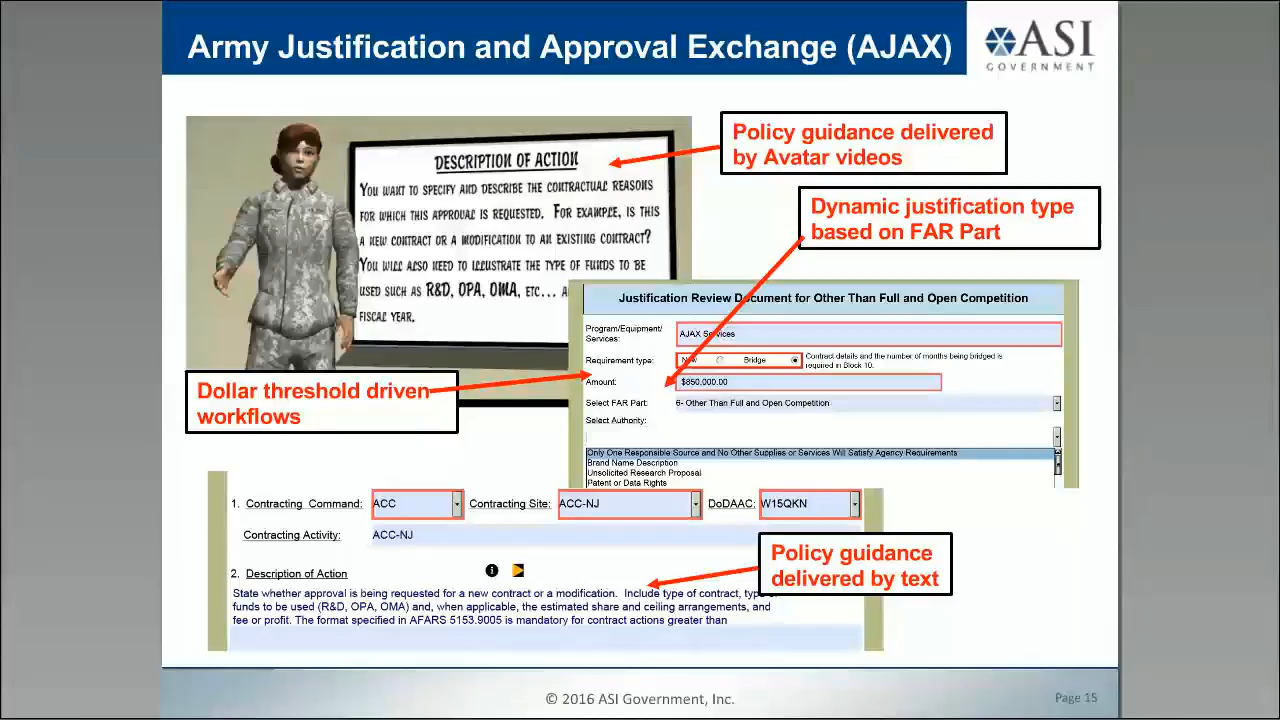 Army Justification and Approval Exchange (AJAX)
ASI
GOVERNMENT
Policy guidance delivered
by Avatar videos
DESCRIPTION OF ACTION
YOU WANT TO SPECIFY AND DESCRIBE THE CONTRACTUAL REASONS
FOR WHICH THIS APPROVAL IS REQUESTED. FOR EXAMPLE, IS THIS
A NEW CONTRACT OR A MODIFICATION TO AN EXISTING CONTRACT?
YOU WILL ALSO NEED TO ILLUSTRATE THE TYPE OF FUNDS TO BE
USED SUCH AS R&D, OPA, OMA, ETC...
FISCAL YEAR.
Dynamic justification type
based on FAR Part
Justification Review Document for Other Than Full and Open Competition
Program/Equipment/
Services:
AJAX Services
Requirement type: New Bridge Contract details and the number of months being bridged is
required in Block 10.
Amount: $850,000.00
Select FAR Part: 6- Other Than Full and Open Competition
Select Authority:
Only One Responsible Source and No Other Supplies or Services Will Satisfy Agency Requirements
Brand Name Description
Unsolicited Research Proposal
Patent or Data Rights
Dollar threshold driven
workflows
1. Contracting Command: ACC Contracting Site: ACC-NJ DoDAAC: W15QKN
Contracting Activity: ACC-NJ
2. Description of Action
State whether approval is being requested for a new contract or a modification. Include type of contract, type of
funds to be used (R&D, OPA, OMA) and, when applicable, the estimated share and ceiling arrangements, and
fee or profit. The format specified in AFARS 5153.9005 is mandatory for contract actions greater than
Policy guidance
delivered by text
© 2016 ASI Government, Inc.
Page 15